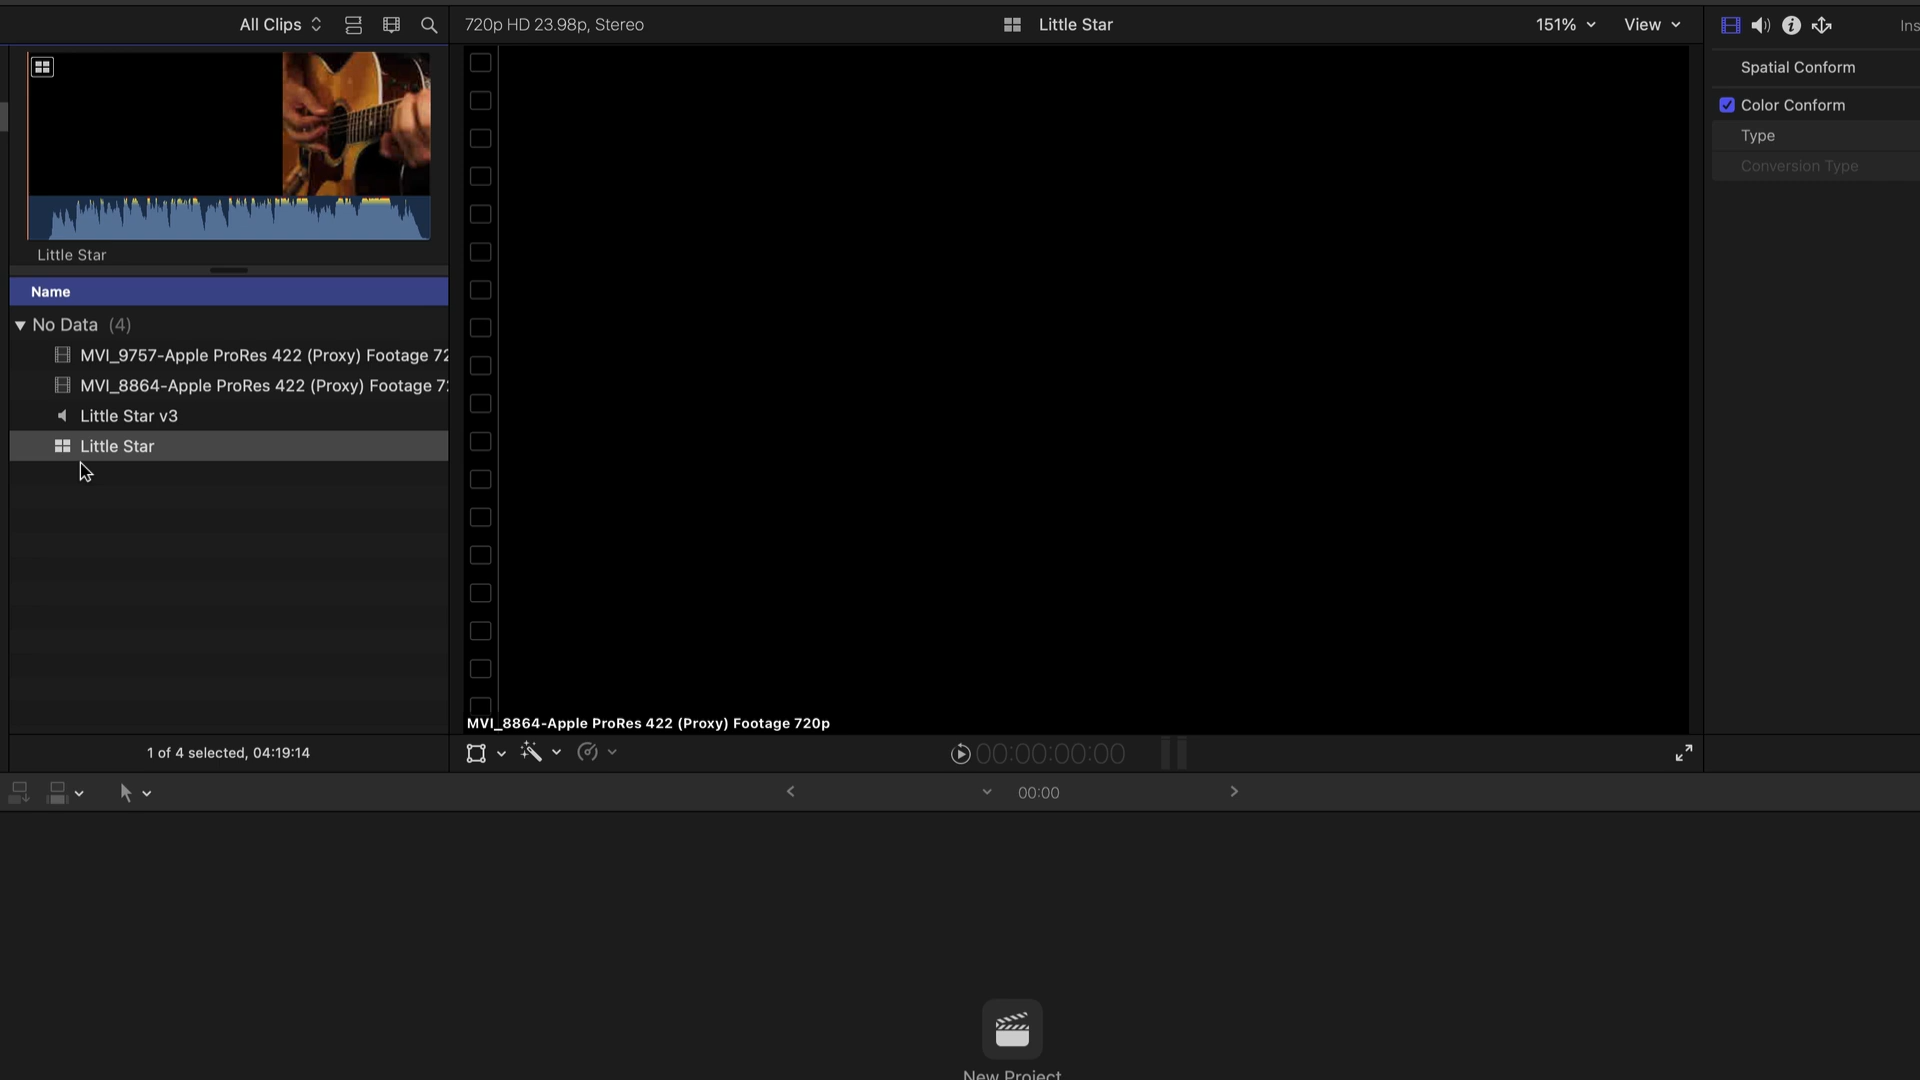 All Clips
720p HD 23.98p, Stereo
Little Star
151%
View
Ins
Spatial Conform
Color Conform
Type
Conversion Type
Little Star
Name
No Data (4)
MVI_9757-Apple ProRes 422 (Proxy) Footage 72
MVI_8864-Apple ProRes 422 (Proxy) Footage 72
Little Star v3
Little Star
MVI_8864-Apple ProRes 422 (Proxy) Footage 720p
1 of 4 selected, 04:19:14
00:00:00:00
00:00
New Project